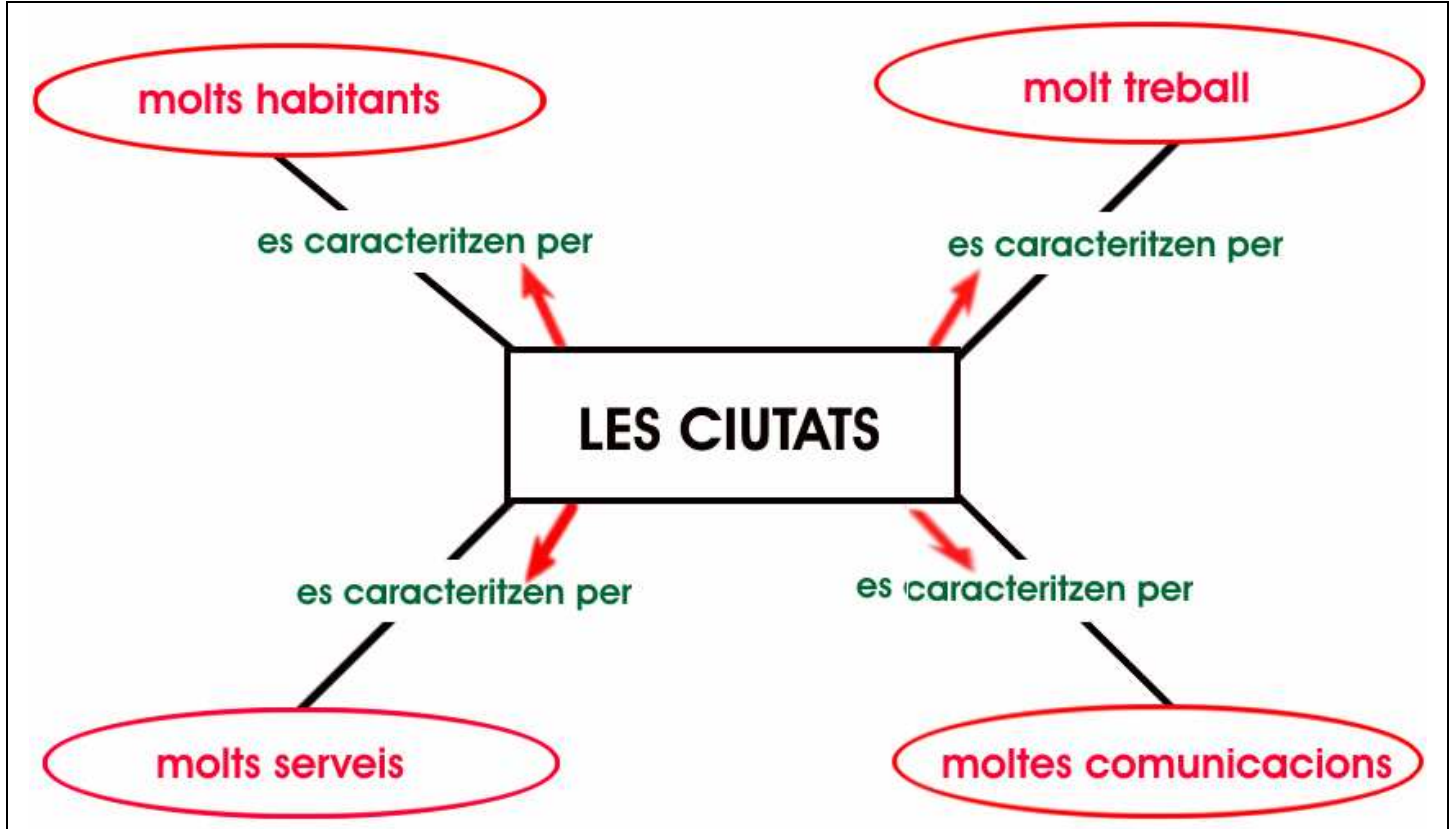 molts habitants
molt treball
es caracteritzen per
es caracteritzen per
LES CIUTATS
es caracteritzen per
es caracteritzen per
molts serveis
moltes comunicacions